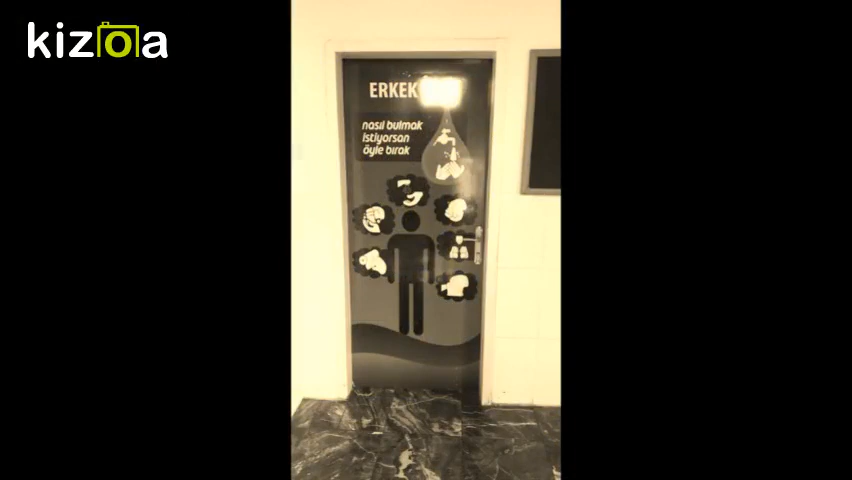 kizoa
ERKEK
nasıl bulmak
istiyorsan
öyle bırak